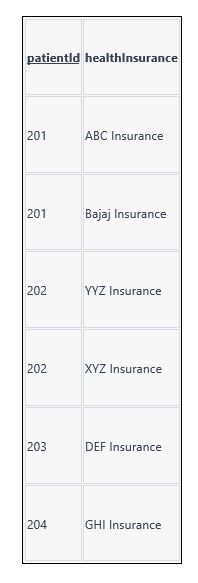 patientId healthInsurance
201 ABC Insurance
201 Bajaj Insurance
202 YYZ Insurance
202 XYZ Insurance
203 DEF Insurance
204 GHI Insurance